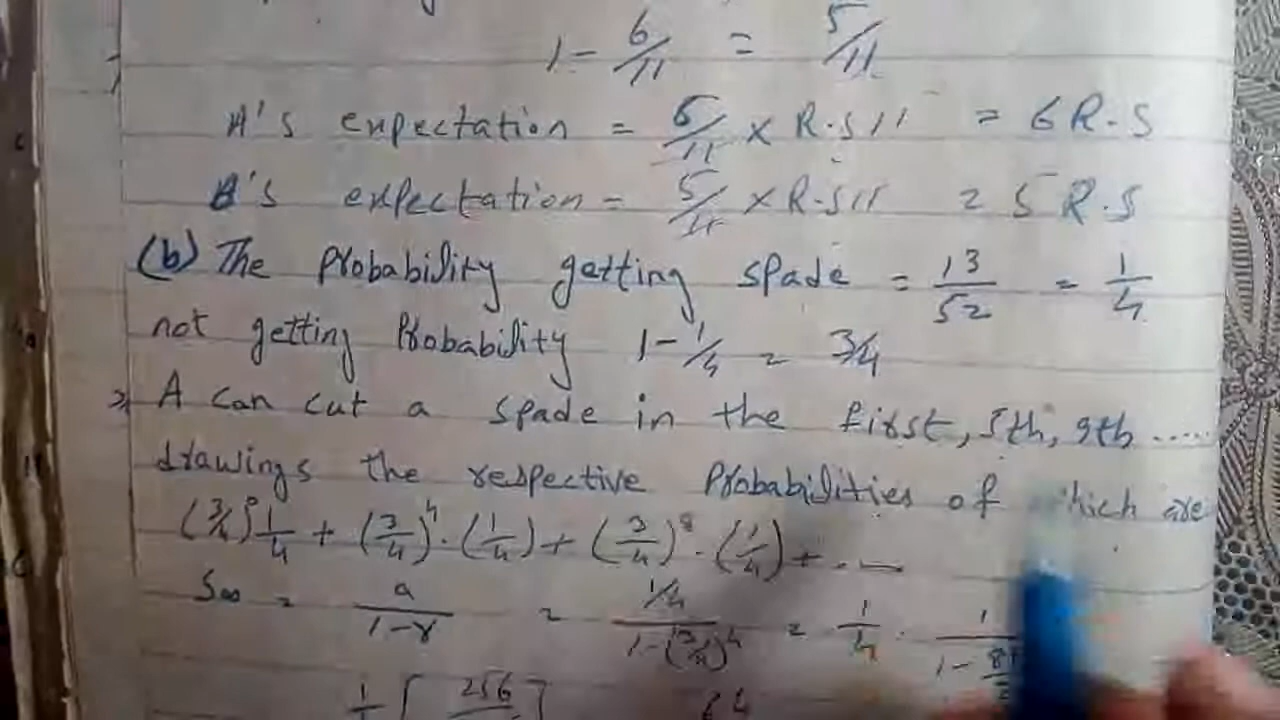 1 - 6/11 = 5/11
A's expectation = 6/11 × R.S 11 = 6 R.S
B's expectation = 5/11 × R.S 11 = 5 R.S
(b) The Probability getting spade = 13/52 = 1/4
not getting Probability 1 - 1/4 = 3/4
A can cut a spade in the first, 5th, 9th .....
drawings the respective Probabilities of which are
(3/4)^0 1/4 + (3/4)^4 . (1/4) + (3/4)^8 . (1/4) + ...
S∞ = a/1-r = 1/4 / 1-(3/4)^4 = 1/4 . 1 / 1 - 81
1 [ 256 ] 64